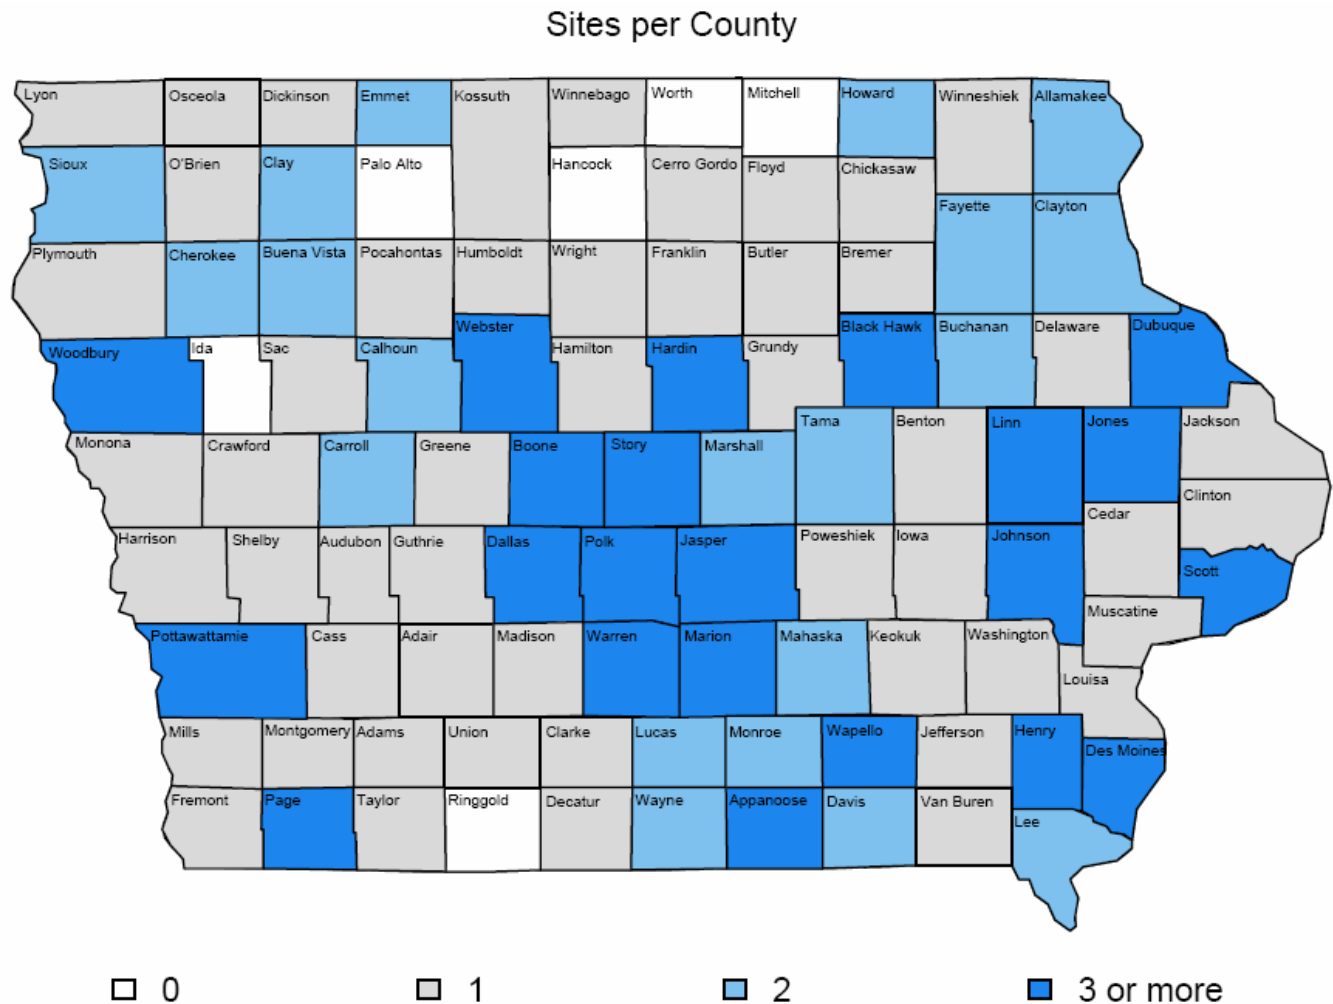 Sites per County
Lyon
Osceola
Dickinson
Emmet
Kossuth
Winnebago
Worth
Mitchell
Howard
Winneshiek
Allamakee
Sioux
O'Brien
Clay
Palo Alto
Hancock
Cerro Gordo
Floyd
Chickasaw
Fayette
Clayton
Plymouth
Cherokee
Buena Vista
Pocahontas
Humboldt
Wright
Franklin
Butler
Bremer
Webster
Black Hawk
Buchanan
Delaware
Dubuque
Woodbury
Ida
Sac
Calhoun
Hamilton
Hardin
Grundy
Tama
Benton
Linn
Jones
Jackson
Monona
Crawford
Carroll
Greene
Boone
Story
Marshall
Clinton
Cedar
Harrison
Shelby
Audubon
Guthrie
Dallas
Polk
Jasper
Poweshiek
Iowa
Johnson
Scott
Muscatine
Pottawattamie
Cass
Adair
Madison
Warren
Marion
Mahaska
Keokuk
Washington
Louisa
Mills
Montgomery
Adams
Union
Clarke
Lucas
Monroe
Wapello
Jefferson
Henry
Des Moines
Fremont
Page
Taylor
Ringgold
Decatur
Wayne
Appanoose
Davis
Van Buren
Lee
0
1
2
3 or more